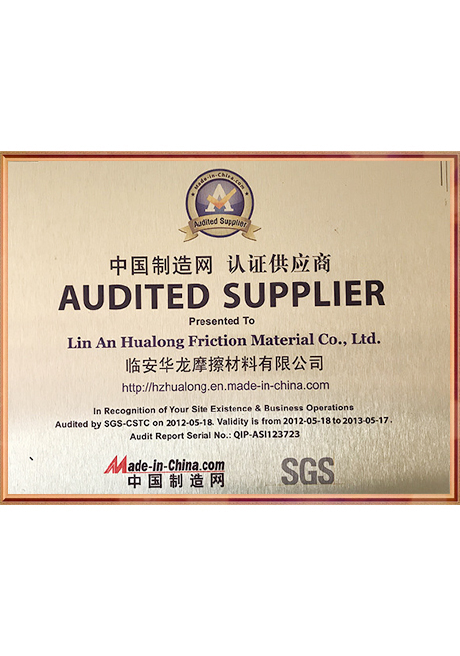 Made-in-China.com
Audited Supplier
中国制造网 认证供应商
AUDITED SUPPLIER
Presented To
Lin An Hualong Friction Material Co., Ltd.
临安华龙摩擦材料有限公司
http://hzhualong.en.made-in-china.com
In Recognition of Your Site Existence & Business Operations
Audited by SGS-CSTC on 2012-05-18. Validity is from 2012-05-18 to 2013-05-17.
Audit Report Serial No.: QIP-ASI123723
Made-in-China.com
中国制造网
SGS